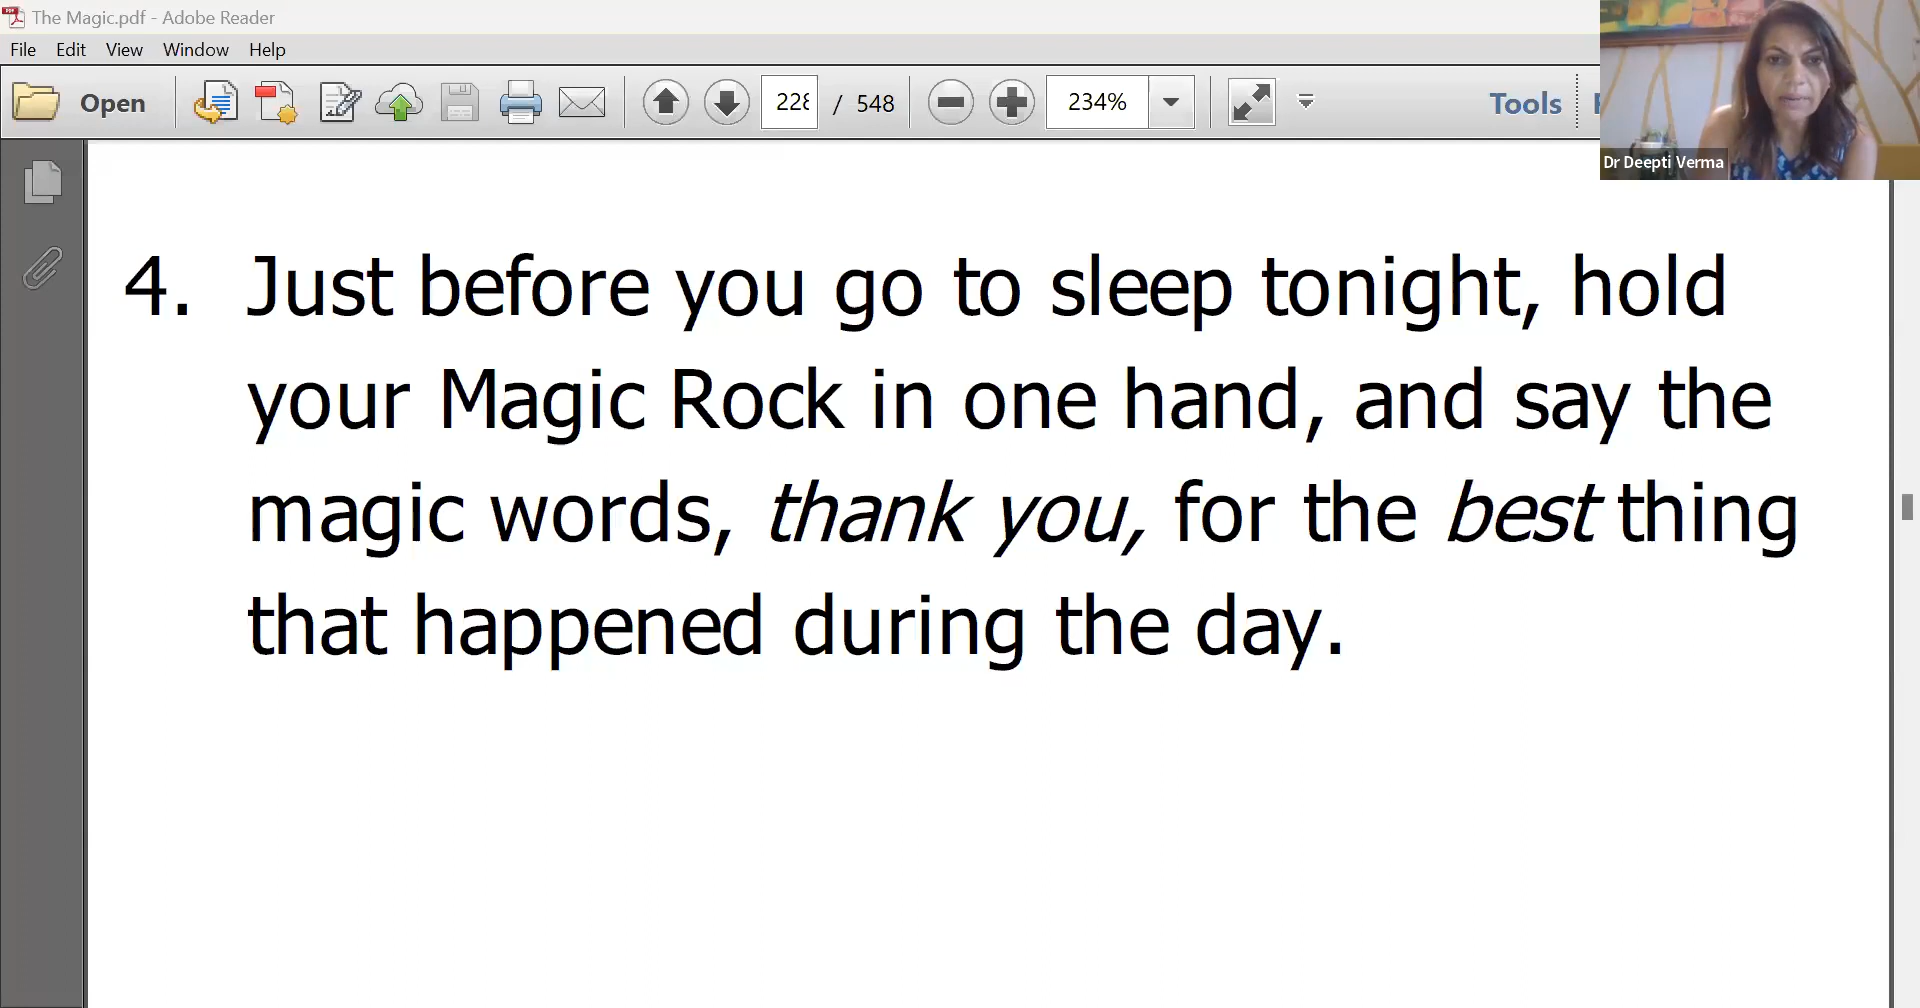 The Magic.pdf - Adobe Reader
File Edit View Window Help
Open 228 / 548 234% Tools
Dr Deepti Verma
4. Just before you go to sleep tonight, hold
your Magic Rock in one hand, and say the
magic words, thank you, for the best thing
that happened during the day.